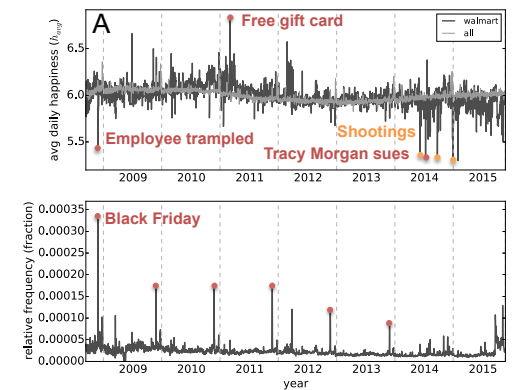 A
Free gift card
walmart
all
avg daily happiness (h_avg)
6.5
6.0
5.5
Employee trampled
Shootings
Tracy Morgan sues
2009 2010 2011 2012 2013 2014 2015
relative frequency (fraction)
0.00035
0.00030
0.00025
0.00020
0.00015
0.00010
0.00005
0.00000
Black Friday
2009 2010 2011 2012 2013 2014 2015
year